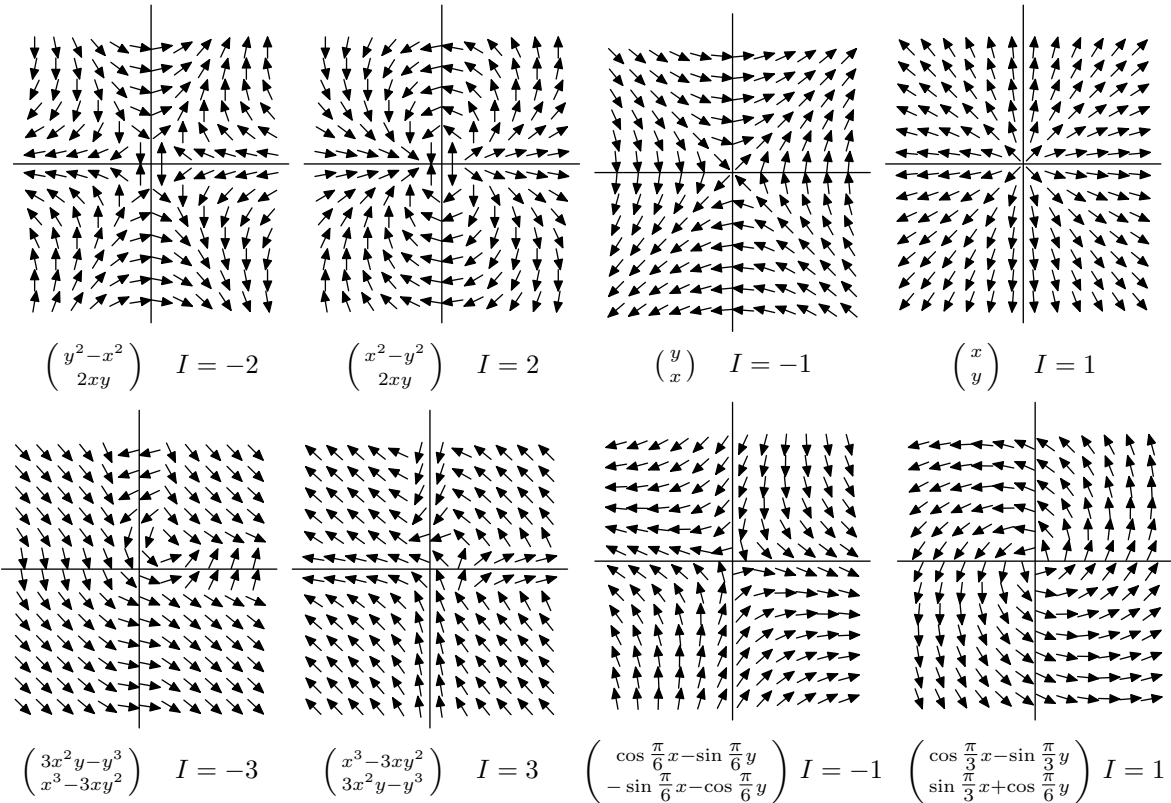 (y²−x² / 2xy) I = −2
(x²−y² / 2xy) I = 2
(y / x) I = −1
(x / y) I = 1
(3x²y−y³ / x³−3xy²) I = −3
(x³−3xy² / 3x²y−y³) I = 3
(cos π/6 x−sin π/6 y / − sin π/6 x−cos π/6 y) I = −1
(cos π/3 x−sin π/3 y / sin π/3 x+cos π/6 y) I = 1